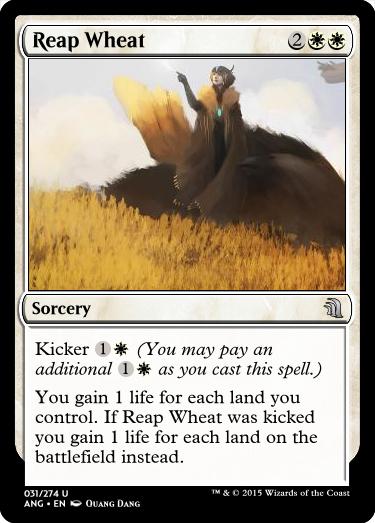 Reap Wheat 2
Sorcery
Kicker 1 (You may pay an
additional 1 as you cast this spell.)
You gain 1 life for each land you
control. If Reap Wheat was kicked
you gain 1 life for each land on the
battlefield instead.
031/274 U
ANG • EN Quang Dang
™ & © 2015 Wizards of the Coast